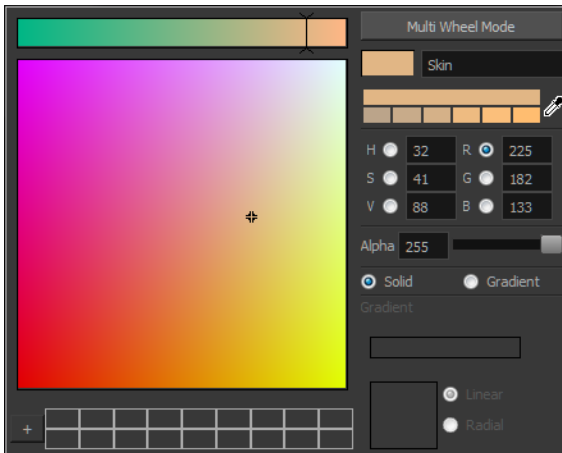 Multi Wheel Mode
Skin
H 32 R 225
S 41 G 182
V 88 B 133
Alpha 255
Solid Gradient
Gradient
Linear
+
Radial